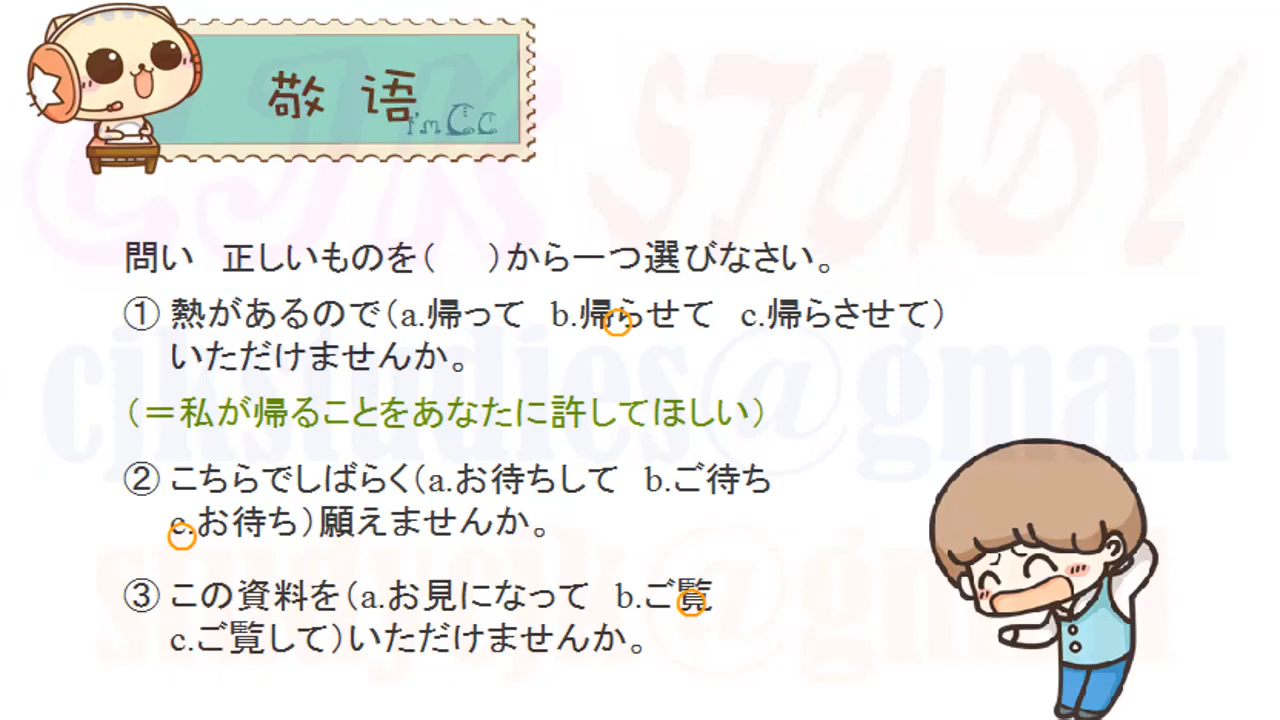 敬 语
I'm CC
CJK STUDY
問い 正しいものを( )から一つ選びなさい。
① 熱があるので(a.帰って b.帰らせて c.帰らさせて)
いただけませんか。
cjkstudies@gmail
(＝私が帰ることをあなたに許してほしい)
② こちらでしばらく(a.お待ちして b.ご待ち
c.お待ち)願えませんか。
③ この資料を(a.お見になって b.ご覧
c.ご覧して)いただけませんか。